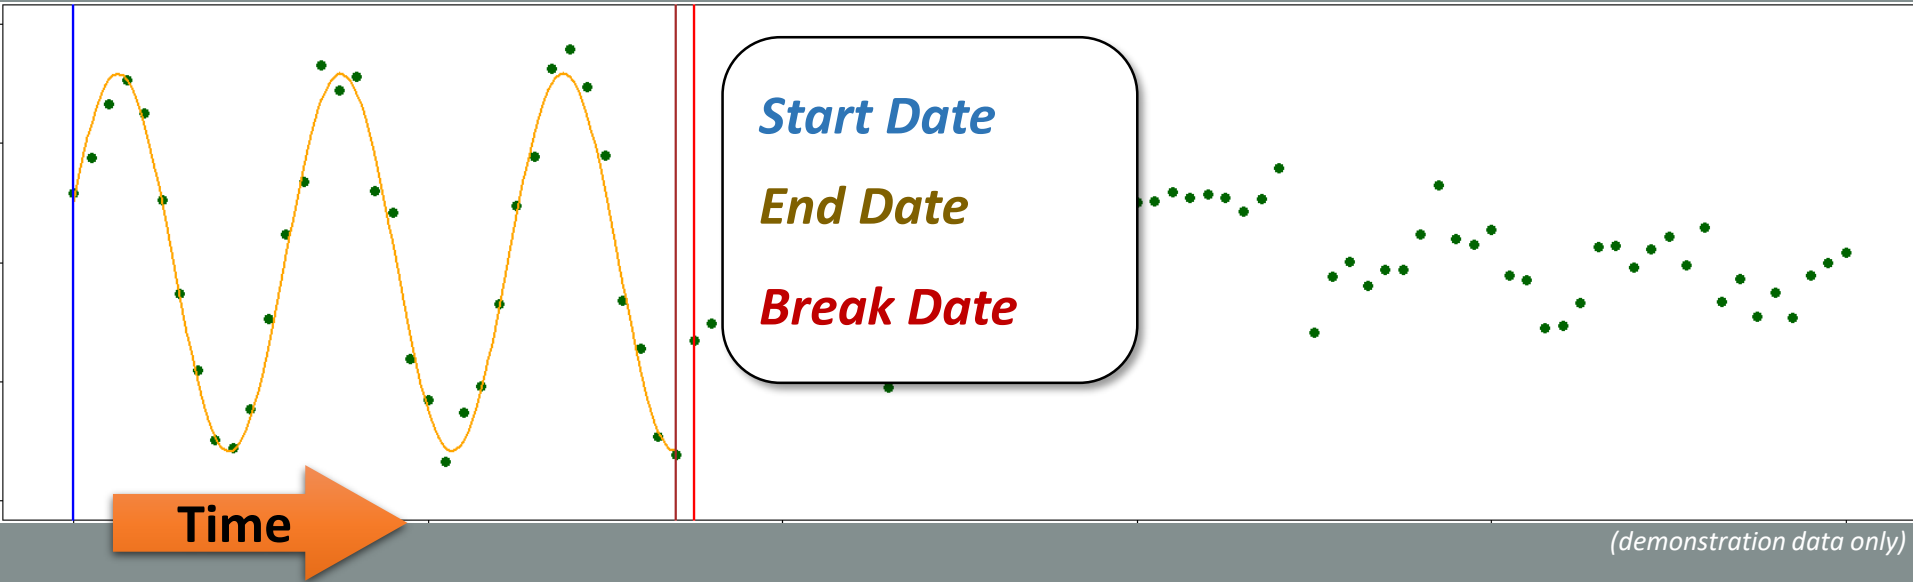 Start Date
End Date
Break Date
Time
(demonstration data only)